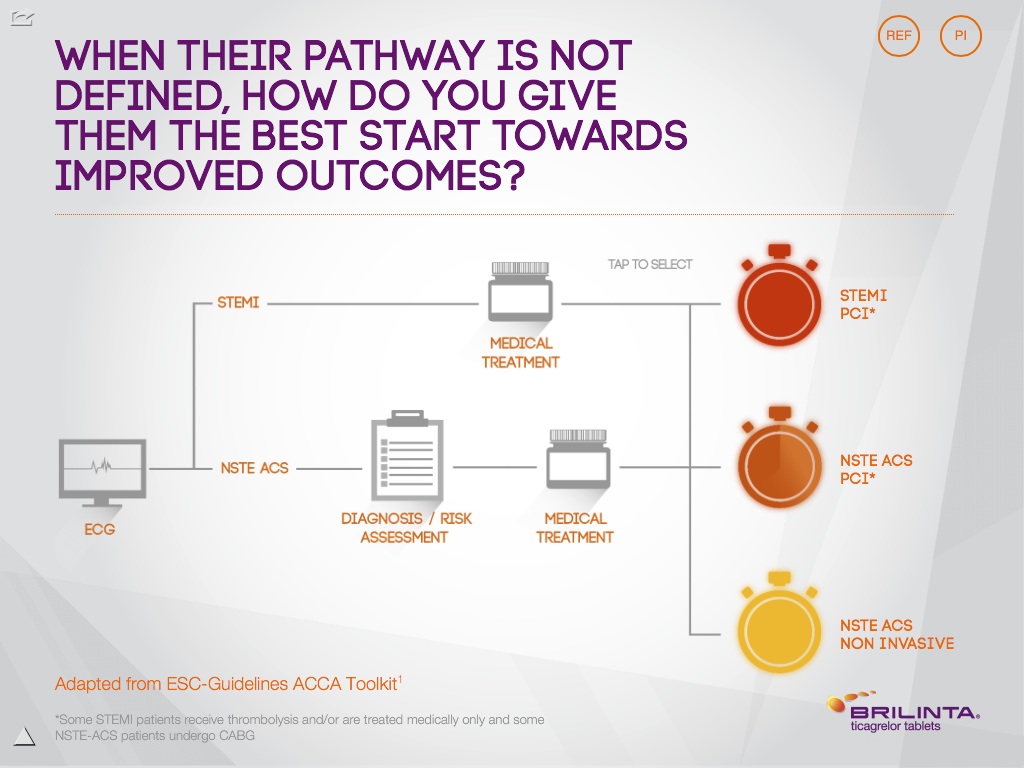 REF
PI
WHEN THEIR PATHWAY IS NOT
DEFINED, HOW DO YOU GIVE
THEM THE BEST START TOWARDS
IMPROVED OUTCOMES?
TAP TO SELECT
STEMI
MEDICAL
TREATMENT
STEMI
PCI*
ECG
NSTE ACS
DIAGNOSIS / RISK
ASSESSMENT
MEDICAL
TREATMENT
NSTE ACS
PCI*
NSTE ACS
NON INVASIVE
Adapted from ESC-Guidelines ACCA Toolkit¹
*Some STEMI patients receive thrombolysis and/or are treated medically only and some
NSTE-ACS patients undergo CABG
BRILINTA.
ticagrelor tablets